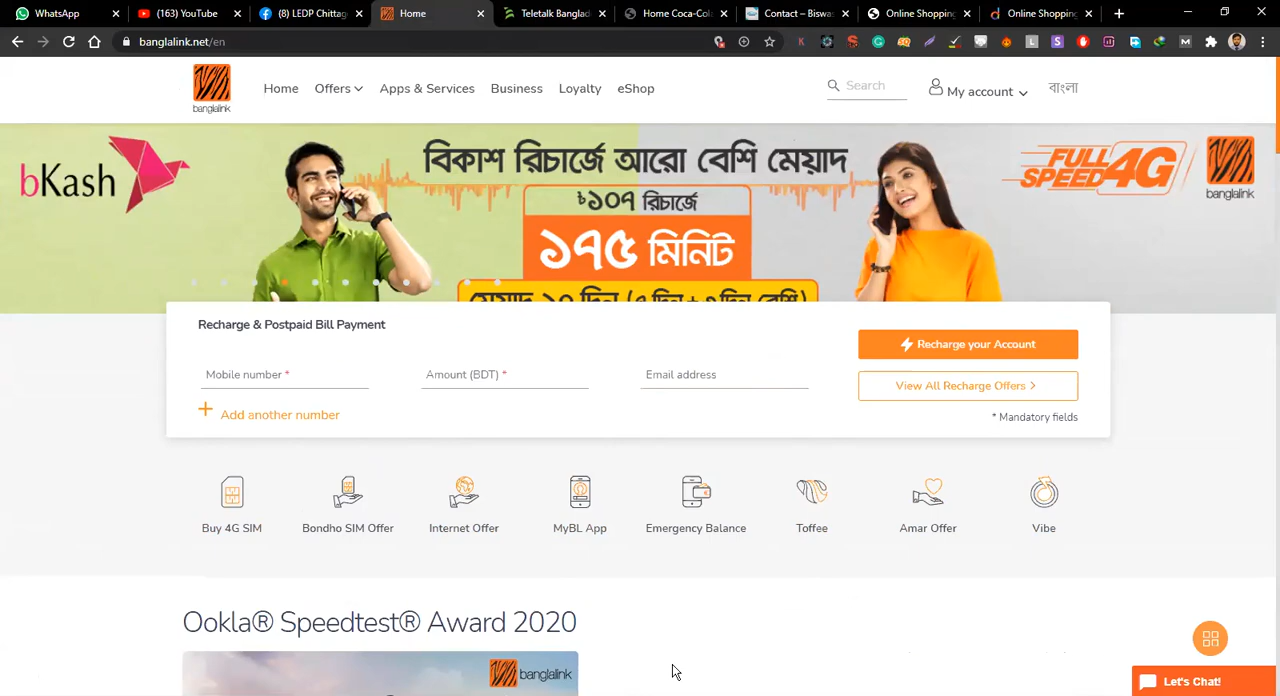 WhatsApp
(163) YouTube
(8) LEDP Chittag
Home
Teletalk Banglad
Home Coca-Col
Contact – Biswa
Online Shopping
Online Shopping
banglalink.net/en
banglalink
Home
Offers
Apps & Services
Business
Loyalty
eShop
Search
My account
বাংলা
bKash
বিকাশ রিচার্জে আরো বেশি মেয়াদ
৳১০৭ রিচার্জে
১৭৫ মিনিট
মেয়াদ ১০ দিন (৭ দিন + ৩ দিন বেশি)
FULL
SPEED 4G
banglalink
Recharge & Postpaid Bill Payment
Mobile number *
Amount (BDT) *
Email address
Recharge your Account
View All Recharge Offers >
+ Add another number
* Mandatory fields
Buy 4G SIM
Bondho SIM Offer
Internet Offer
MyBL App
Emergency Balance
Toffee
Amar Offer
Vibe
Ookla® Speedtest® Award 2020
banglalink
Let's Chat!